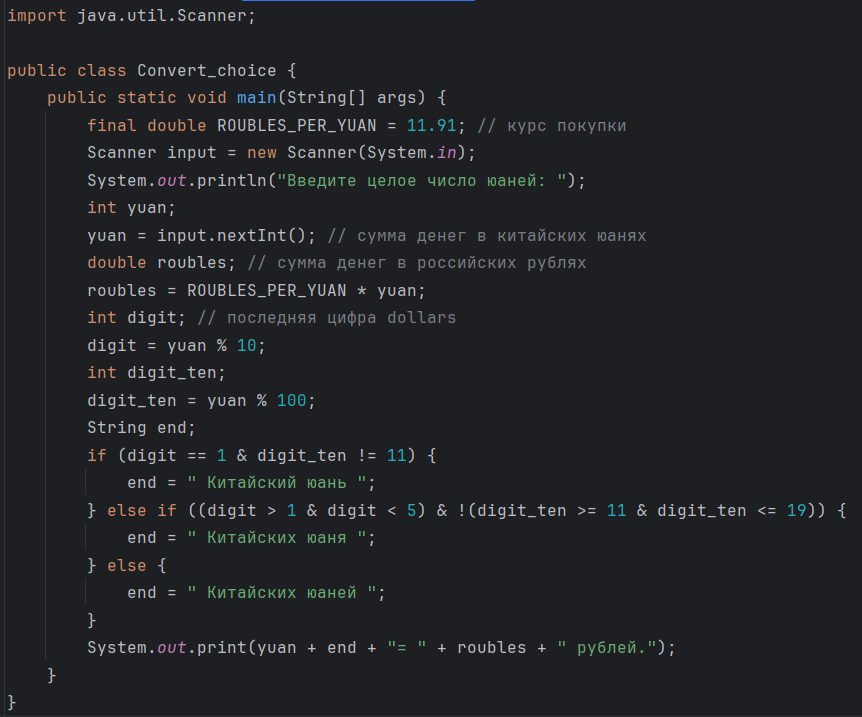 import java.util.Scanner;

public class Convert_choice {
    public static void main(String[] args) {
        final double ROUBLES_PER_YUAN = 11.91; // курс покупки
        Scanner input = new Scanner(System.in);
        System.out.println("Введите целое число юаней: ");
        int yuan;
        yuan = input.nextInt(); // сумма денег в китайских юанях
        double roubles; // сумма денег в российских рублях
        roubles = ROUBLES_PER_YUAN * yuan;
        int digit; // последняя цифра dollars
        digit = yuan % 10;
        int digit_ten;
        digit_ten = yuan % 100;
        String end;
        if (digit == 1 & digit_ten != 11) {
            end = " Китайский юань ";
        } else if ((digit > 1 & digit < 5) & !(digit_ten >= 11 & digit_ten <= 19)) {
            end = " Китайских юаня ";
        } else {
            end = " Китайских юаней ";
        }
        System.out.print(yuan + end + "= " + roubles + " рублей.");
    }
}